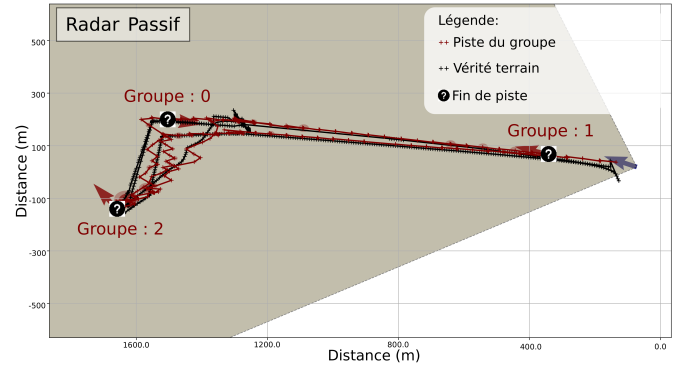 Radar Passif
Légende:
Piste du groupe
Vérité terrain
? Fin de piste
Groupe : 0
Groupe : 1
Groupe : 2
?
?
?
Distance (m)
500
300
100
-100
-300
-500
1600.0
1200.0
800.0
400.0
0.0
Distance (m)